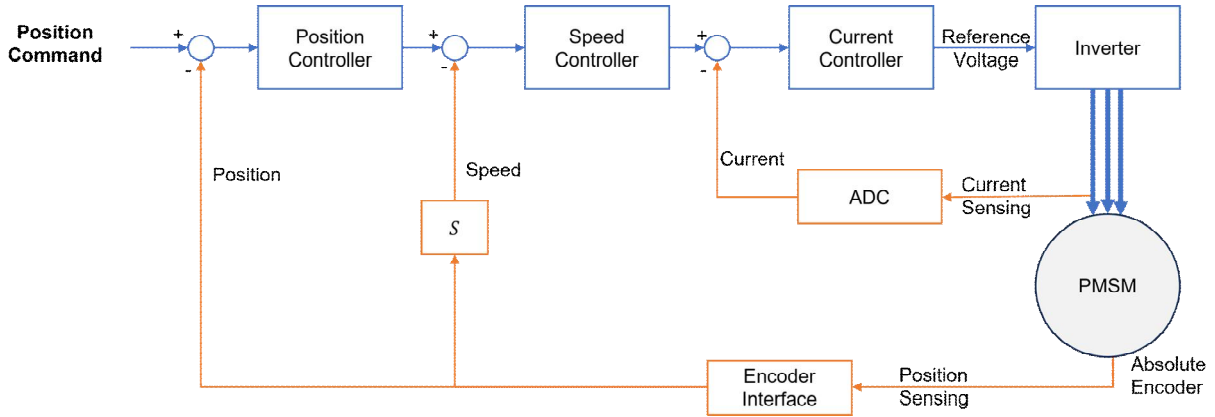 Position
Command
+
-
Position
Controller
+
-
Speed
Controller
+
-
Current
Controller
Reference
Voltage
Inverter
Position
Speed
Current
ADC
Current
Sensing
S
PMSM
Encoder
Interface
Position
Sensing
Absolute
Encoder